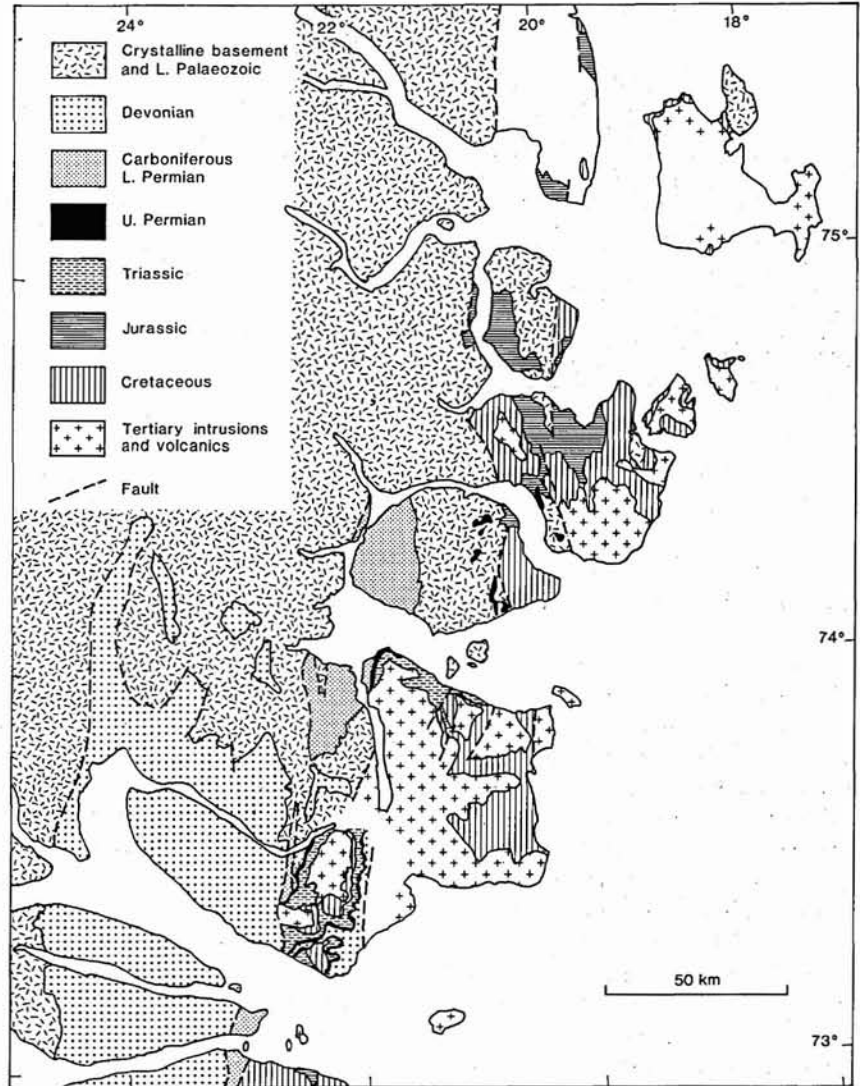 24°
22°
20°
18°
Crystalline basement
and L. Palaeozoic
Devonian
Carboniferous
L. Permian
U. Permian
Triassic
Jurassic
Cretaceous
Tertiary intrusions
and volcanics
Fault
75°
74°
50 km
73°